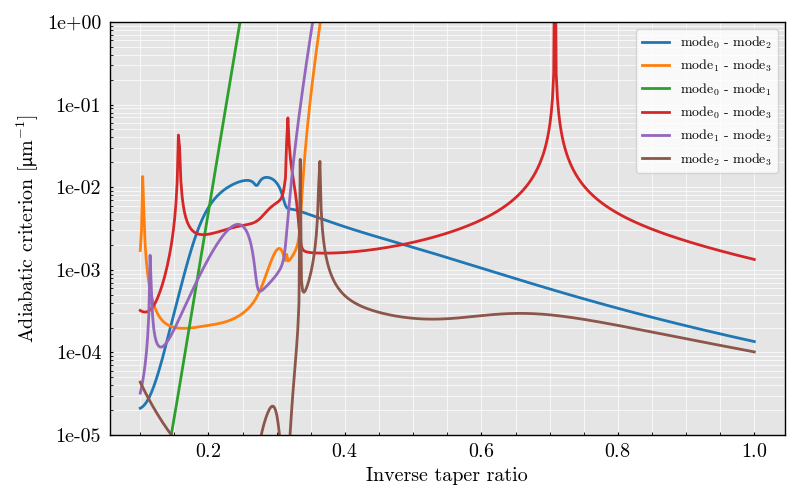 1e+00
1e-01
1e-02
1e-03
1e-04
1e-05
Adiabatic criterion [µm⁻¹]
0.2 0.4 0.6 0.8 1.0
Inverse taper ratio
mode₀ - mode₂
mode₁ - mode₃
mode₀ - mode₁
mode₀ - mode₃
mode₁ - mode₂
mode₂ - mode₃